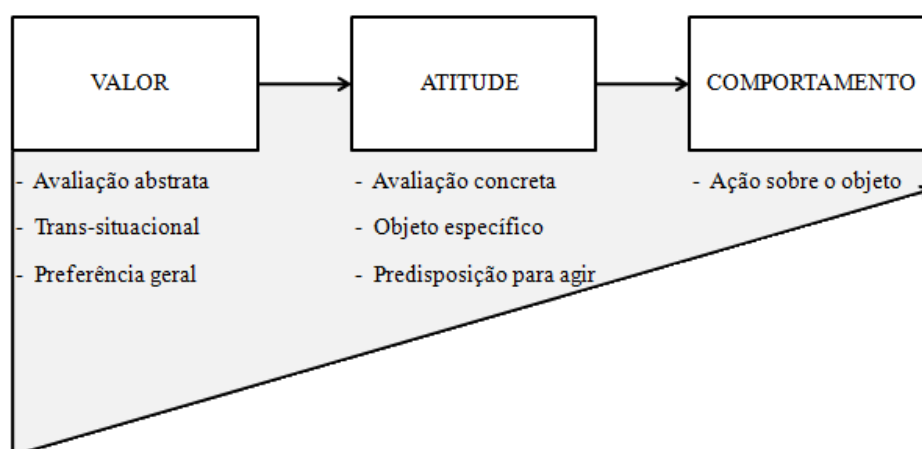 VALOR
ATITUDE
COMPORTAMENTO
- Avaliação abstrata
- Trans-situacional
- Preferência geral
- Avaliação concreta
- Objeto específico
- Predisposição para agir
- Ação sobre o objeto